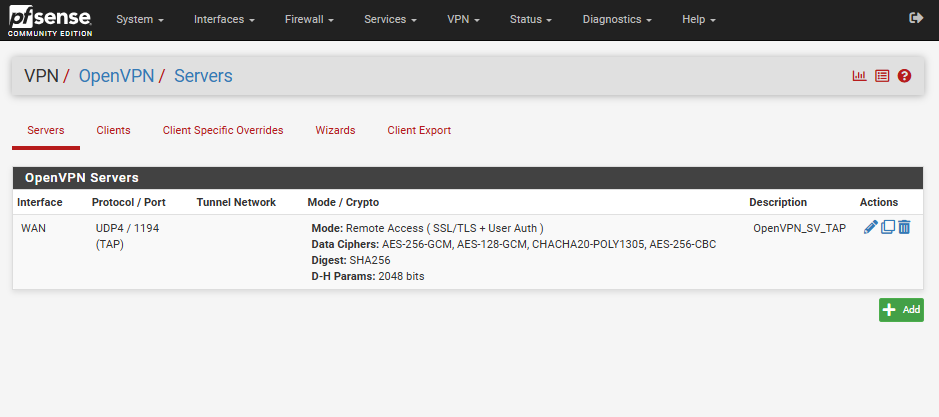 pfsense
COMMUNITY EDITION
System Interfaces Firewall Services VPN Status Diagnostics Help
VPN / OpenVPN / Servers
Servers Clients Client Specific Overrides Wizards Client Export
OpenVPN Servers
Interface Protocol / Port Tunnel Network Mode / Crypto Description Actions
WAN UDP4 / 1194 Mode: Remote Access ( SSL/TLS + User Auth ) OpenVPN_SV_TAP
(TAP) Data Ciphers: AES-256-GCM, AES-128-GCM, CHACHA20-POLY1305, AES-256-CBC
Digest: SHA256
D-H Params: 2048 bits
Add